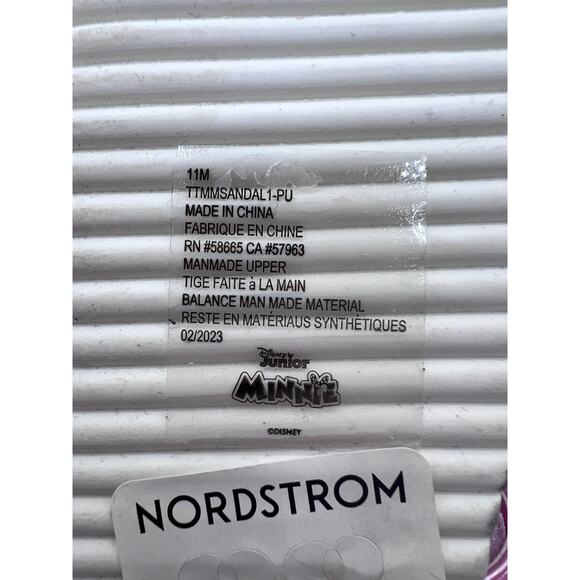 11M
TTMMSANDAL1-PU
MADE IN CHINA
FABRIQUE EN CHINE
RN #58665 CA #57963
MANMADE UPPER
TIGE FAITE à LA MAIN
BALANCE MAN MADE MATERIAL
RESTE EN MATÉRIAUS SYNTHÉTIQUES
02/2023
Disney
Junior
MINNIE
©DISNEY
NORDSTROM